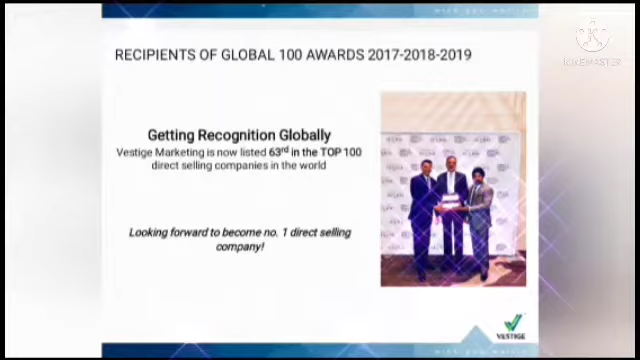 RECIPIENTS OF GLOBAL 100 AWARDS 2017-2018-2019
KINEMASTER
Getting Recognition Globally
Vestige Marketing is now listed 63rd in the TOP 100
direct selling companies in the world
Looking forward to become no. 1 direct selling
company!
VESTIGE